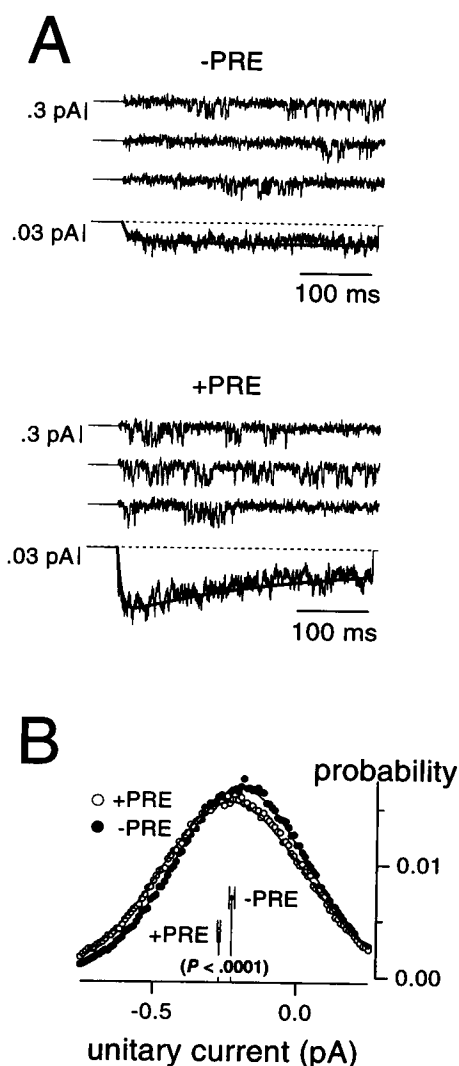 A
-PRE
.3 pA
.03 pA
100 ms
+PRE
.3 pA
.03 pA
100 ms
B
probability
+PRE
-PRE
0.01
-PRE
+PRE
(P < .0001)
0.00
-0.5 0.0
unitary current (pA)